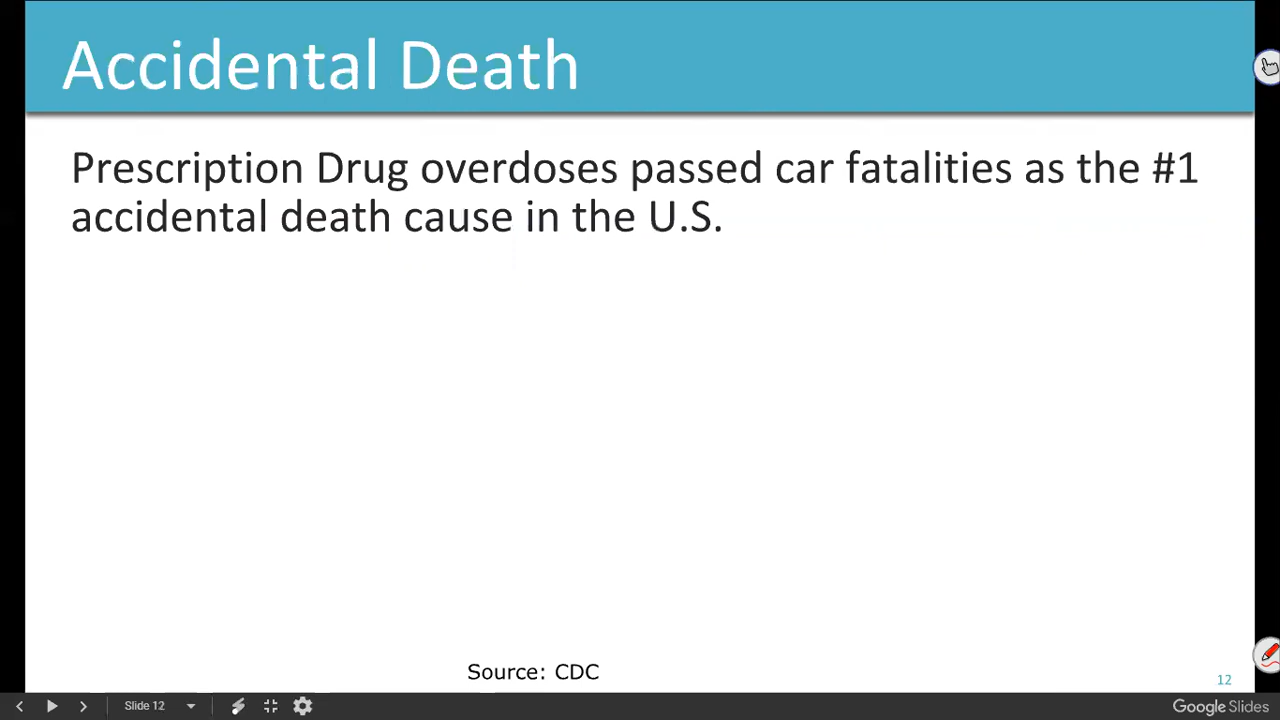 Accidental Death
Prescription Drug overdoses passed car fatalities as the #1
accidental death cause in the U.S.
Source: CDC
12
Slide 12
Google Slides